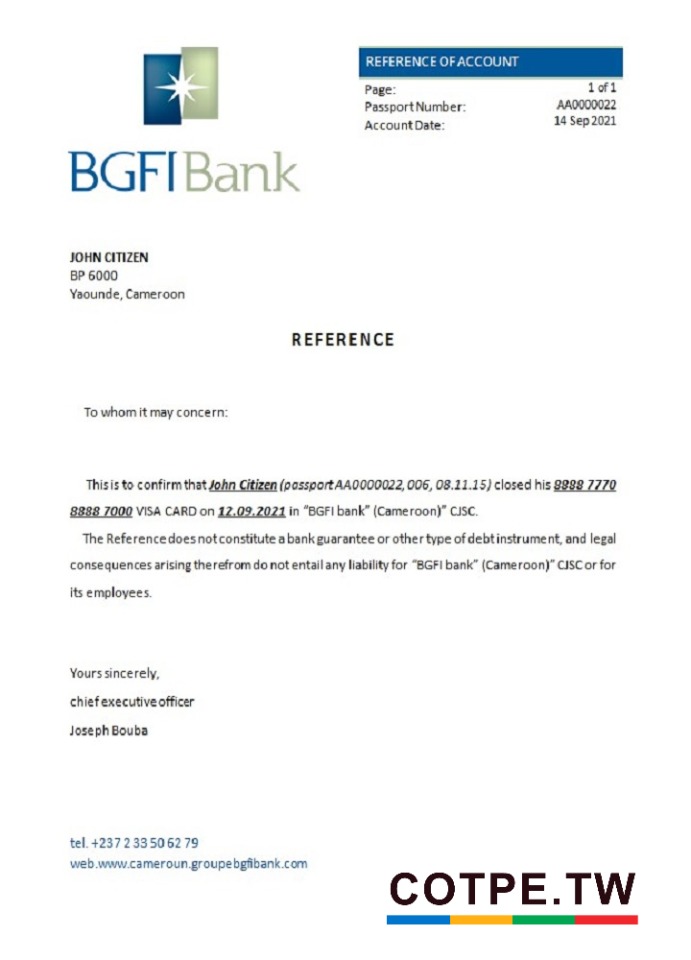 REFERENCE OF ACCOUNT
Page: 1 of 1
Passport Number: AA0000022
Account Date: 14 Sep 2021
BGFIBank
JOHN CITIZEN
BP 6000
Yaounde, Cameroon
REFERENCE
To whom it may concern:
This is to confirm that John Citizen (passport AA0000022, 006, 08.11.15) closed his 8888 7770
8888 7000 VISA CARD on 12.09.2021 in “BGFI bank” (Cameroon)” CJSC.
The Reference does not constitute a bank guarantee or other type of debt instrument, and legal
consequences arising therefrom do not entail any liability for “BGFI bank” (Cameroon)” CJSC or for
its employees.
Yours sincerely,
chief executive officer
Joseph Bouba
tel. +237 2 33 50 62 79
web.www.cameroun.groupebgfibank.com
COTPE.TW